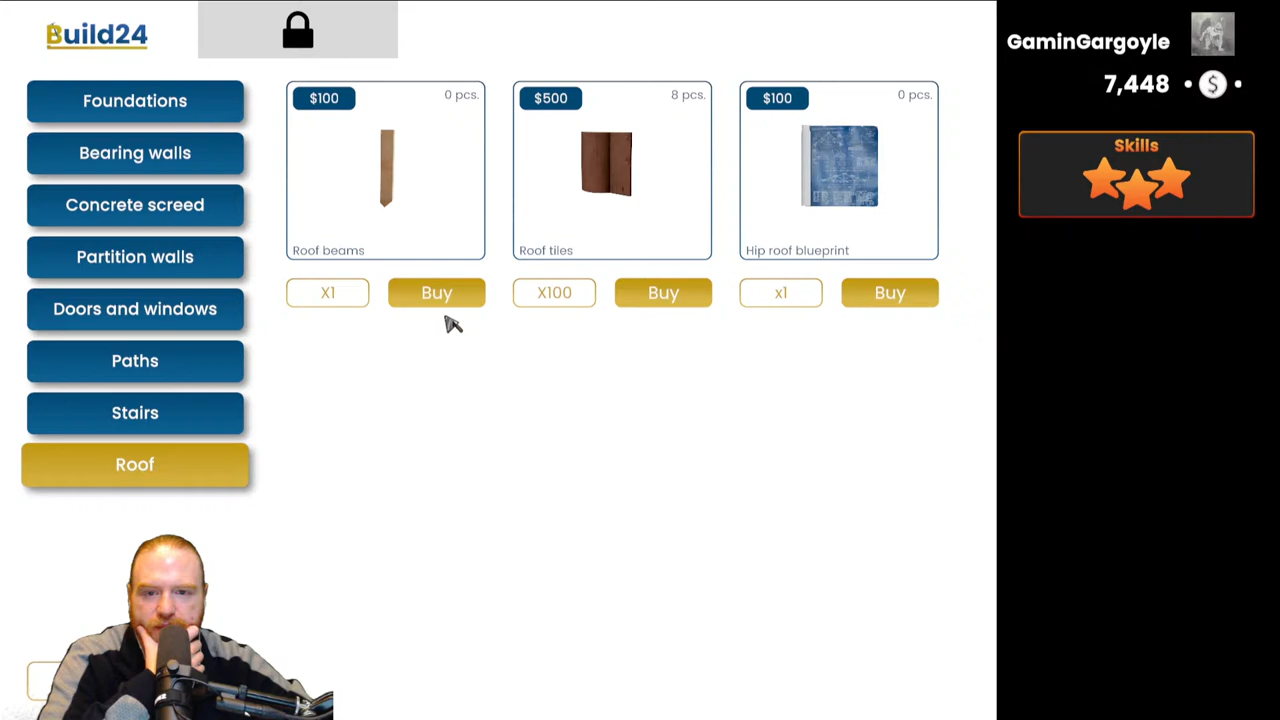 Build24
Foundations
Bearing walls
Concrete screed
Partition walls
Doors and windows
Paths
Stairs
Roof
$100
0 pcs.
Roof beams
X1
Buy
$500
8 pcs.
Roof tiles
X100
Buy
$100
0 pcs.
Hip roof blueprint
x1
Buy
GaminGargoyle
7,448
Skills